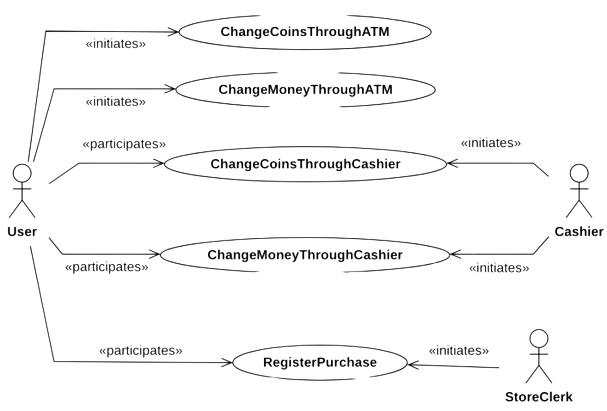 ChangeCoinsThroughATM
«initiates»
ChangeMoneyThroughATM
«initiates»
«participates»
«initiates»
ChangeCoinsThroughCashier
User
Cashier
ChangeMoneyThroughCashier
«participates»
«initiates»
«participates»
«initiates»
RegisterPurchase
StoreClerk